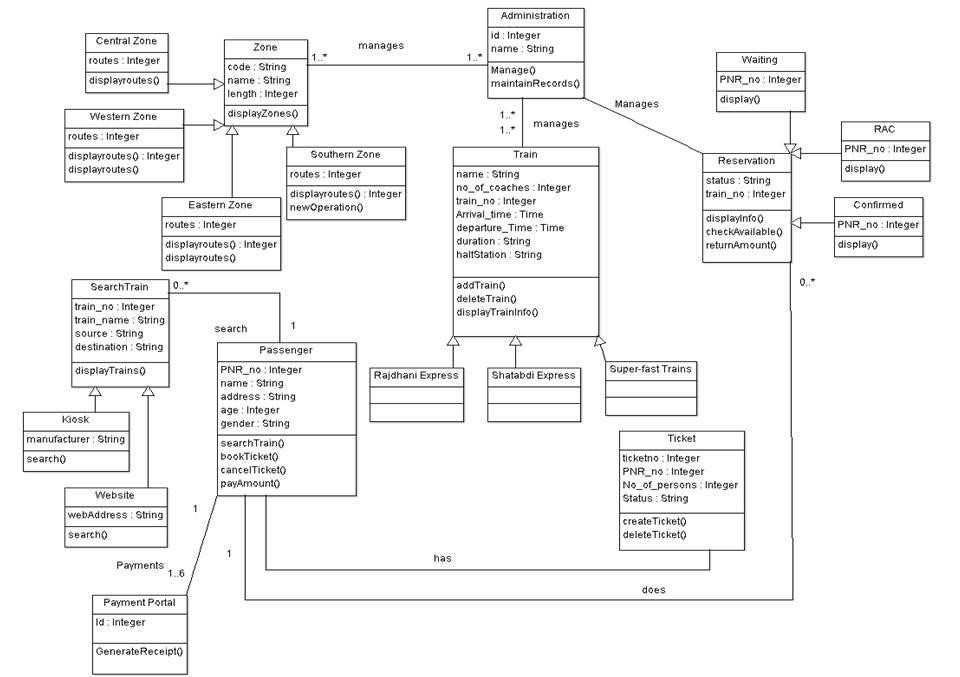 Administration
id : Integer
name : String
Manage()
maintainRecords()
Central Zone
routes : Integer
displayroutes()
Zone
code : String
name : String
length : Integer
displayZones()
1..*
manages
1..*
Waiting
PNR_no : Integer
display()
Manages
Western Zone
routes : Integer
displayroutes() : Integer
displayroutes()
1..*
1..*
manages
RAC
PNR_no : Integer
display()
Southern Zone
routes : Integer
displayroutes() : Integer
newOperation()
Train
name : String
no_of_coaches : Integer
train_no : Integer
Arrival_time : Time
departure_Time : Time
duration : String
haltStation : String
addTrain()
deleteTrain()
displayTrainInfo()
Reservation
status : String
train_no : Integer
displayInfo()
checkAvailable()
returnAmount()
Confirmed
PNR_no : Integer
display()
Eastern Zone
routes : Integer
displayroutes() : Integer
displayroutes()
SearchTrain
train_no : Integer
train_name : String
source : String
destination : String
displayTrains()
0..*
1
search
0..*
Passenger
PNR_no : Integer
name : String
address : String
age : Integer
gender : String
searchTrain()
bookTicket()
cancelTicket()
payAmount()
Rajdhani Express
Shatabdi Express
Super-fast Trains
Kiosk
manufacturer : String
search()
Ticket
ticketno : Integer
PNR_no : Integer
No_of_persons : Integer
Status : String
createTicket()
deleteTicket()
Website
webAddress : String
search()
1
1
has
Payments
1..6
does
Payment Portal
Id : Integer
GenerateReceipt()